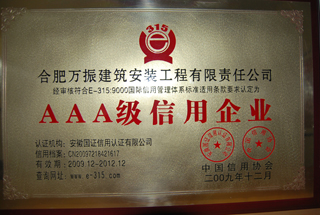 315
合肥万振建筑安装工程有限责任公司
经审核符合E-315:9000国际信用管理体系标准适用条款要求认定为
AAA级信用企业
认证机构：安徽国证信用认证有限公司
信用档案：CN20097218421617
有效期：2009.12-2012.12
查询网址：www.e-315.com
中国信用协会
二00九年十二月